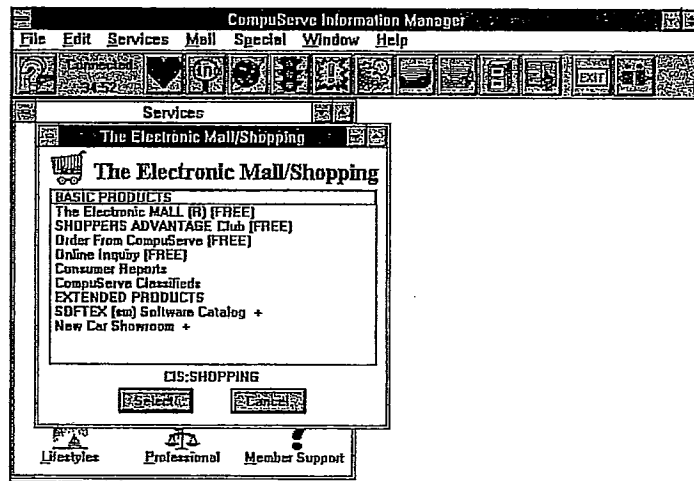 CompuServe Information Manager
File Edit Services Mail Special Window Help
EXIT
Services
The Electronic Mall/Shopping
The Electronic Mall/Shopping
BASIC PRODUCTS
The Electronic MALL (R) [FREE]
SHOPPERS ADVANTAGE Club [FREE]
Order From CompuServe [FREE]
Online Inquiry [FREE]
Consumer Reports
CompuServe Classifieds
EXTENDED PRODUCTS
SOFTEX (sm) Software Catalog +
New Car Showroom +
CIS:SHOPPING
Select Cancel
Lifestyles Professional Member Support